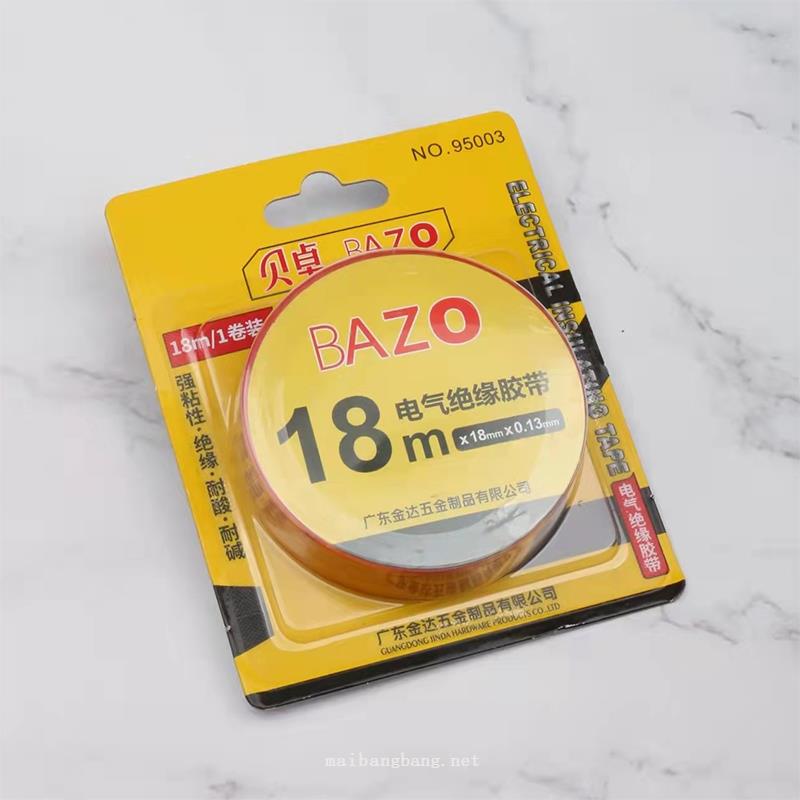 NO.95003
贝卓 BAZO
18m/1卷装
强粘性·绝缘·耐酸·耐碱
BAZO
电气绝缘胶带
18m x18mmx0.13mm
广东金达五金制品有限公司
ELECTRICAL INSULATING TAPE
电气绝缘胶带
广东金达五金制品有限公司
GUANGDONG JINDA HARDWARE PRODUCTS CO.,LTD
maibangbang.net